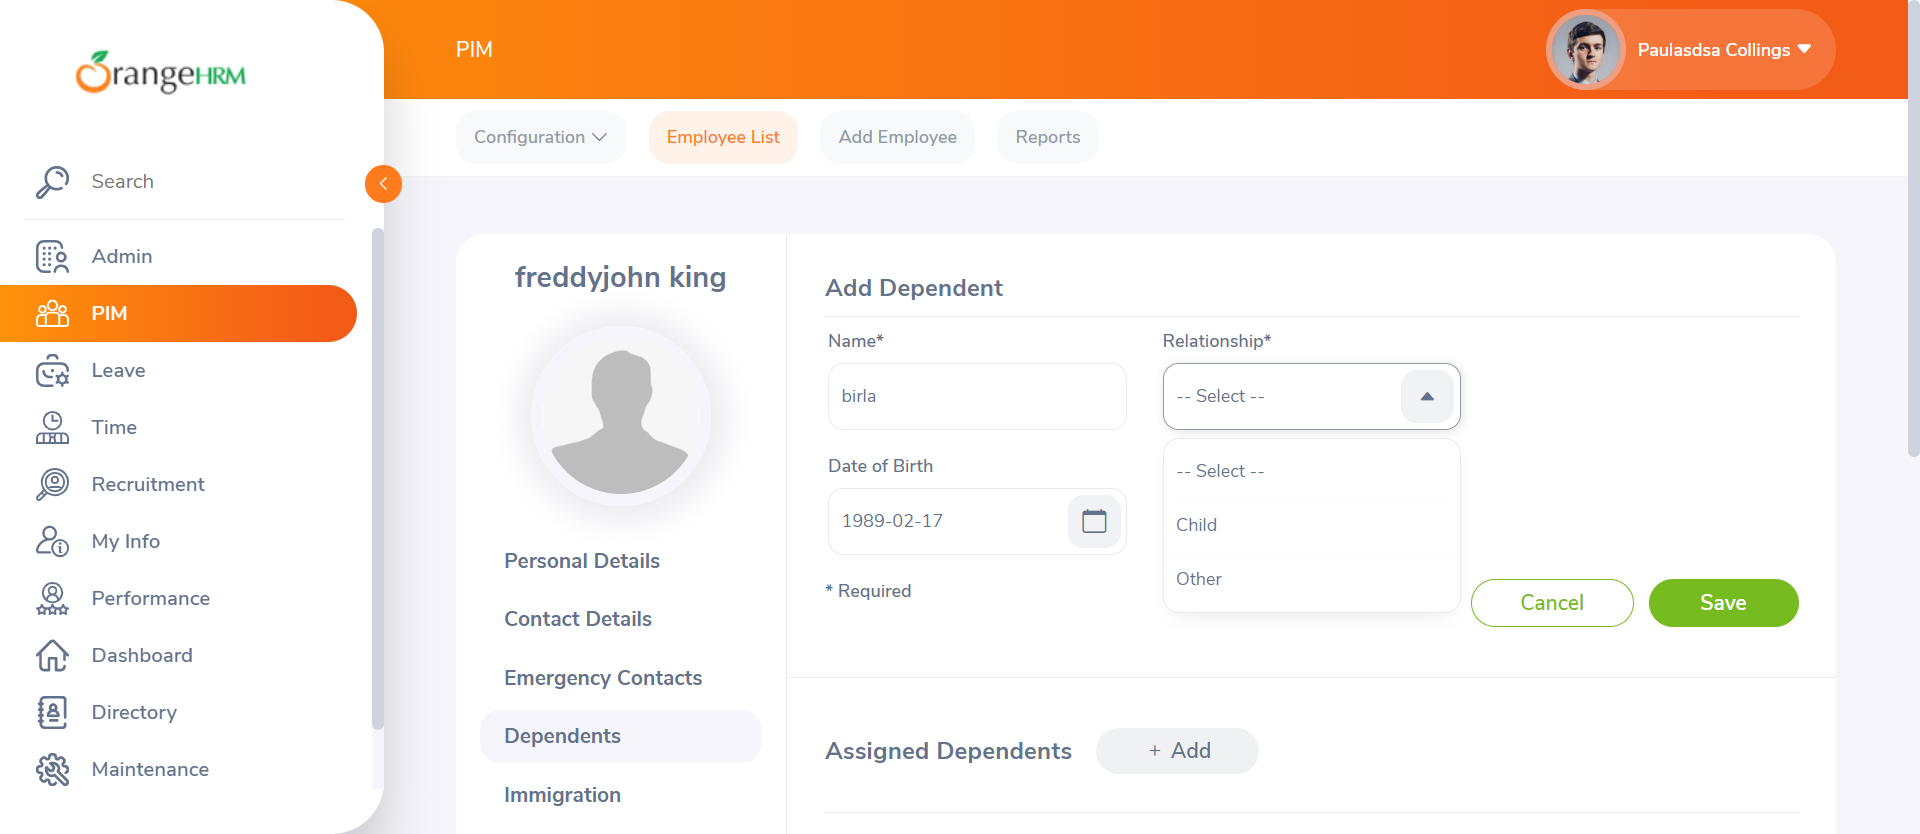 OrangeHRM
PIM
Paulasdsa Collings
Configuration
Employee List
Add Employee
Reports
Search
Admin
PIM
Leave
Time
Recruitment
My Info
Performance
Dashboard
Directory
Maintenance
freddyjohn king
Personal Details
Contact Details
Emergency Contacts
Dependents
Immigration
Add Dependent
Name*
Relationship*
birla
-- Select --
Date of Birth
-- Select --
1989-02-17
Child
Other
* Required
Cancel
Save
Assigned Dependents
+ Add